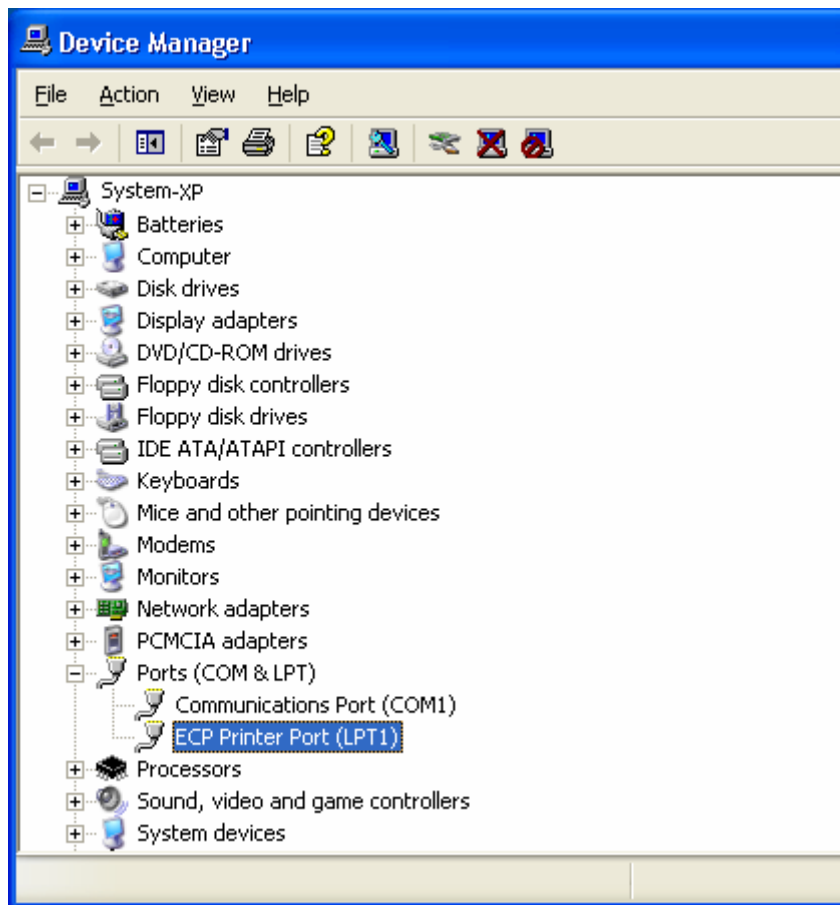 Device Manager
File Action View Help
System-XP
Batteries
Computer
Disk drives
Display adapters
DVD/CD-ROM drives
Floppy disk controllers
Floppy disk drives
IDE ATA/ATAPI controllers
Keyboards
Mice and other pointing devices
Modems
Monitors
Network adapters
PCMCIA adapters
Ports (COM & LPT)
Communications Port (COM1)
ECP Printer Port (LPT1)
Processors
Sound, video and game controllers
System devices